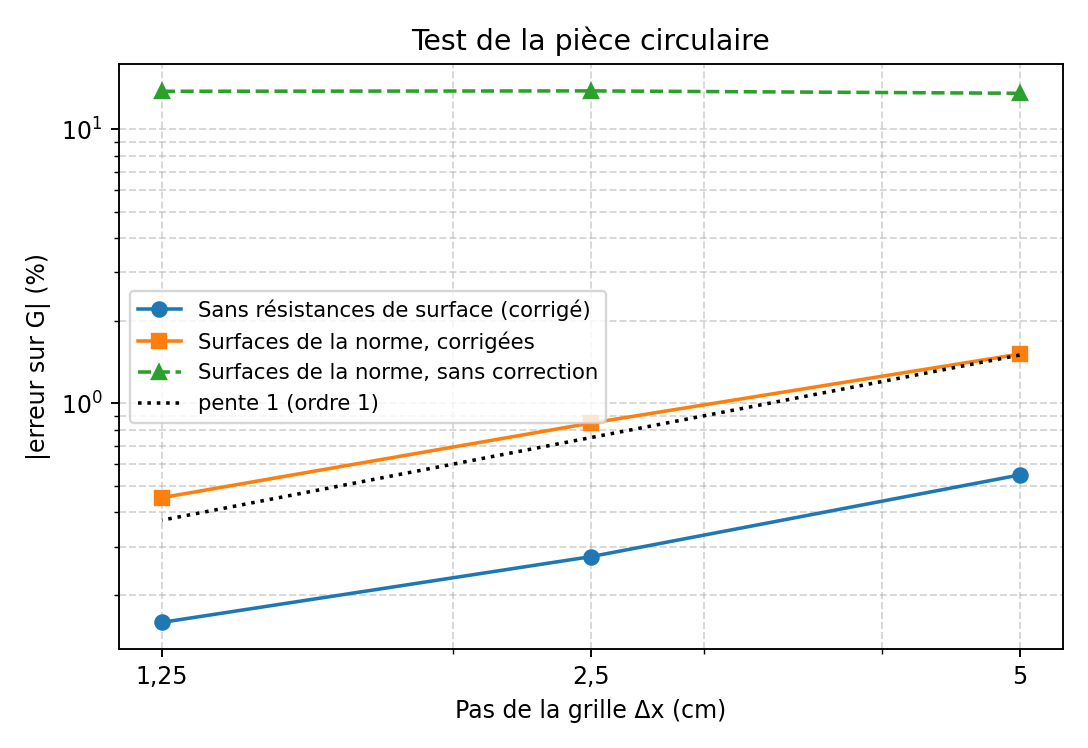 Test de la pièce circulaire
|erreur sur G| (%)
10¹
10⁰
Sans résistances de surface (corrigé)
Surfaces de la norme, corrigées
Surfaces de la norme, sans correction
pente 1 (ordre 1)
1,25
2,5
5
Pas de la grille Δx (cm)